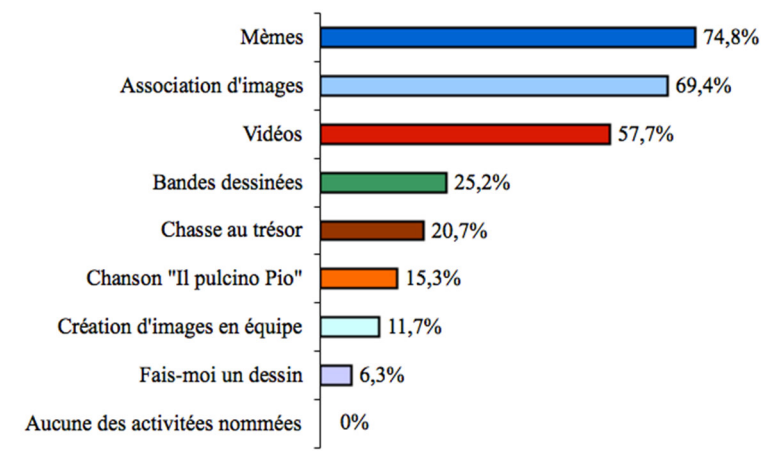 Mèmes 74,8%
Association d'images 69,4%
Vidéos 57,7%
Bandes dessinées 25,2%
Chasse au trésor 20,7%
Chanson "Il pulcino Pio" 15,3%
Création d'images en équipe 11,7%
Fais-moi un dessin 6,3%
Aucune des activitées nommées 0%